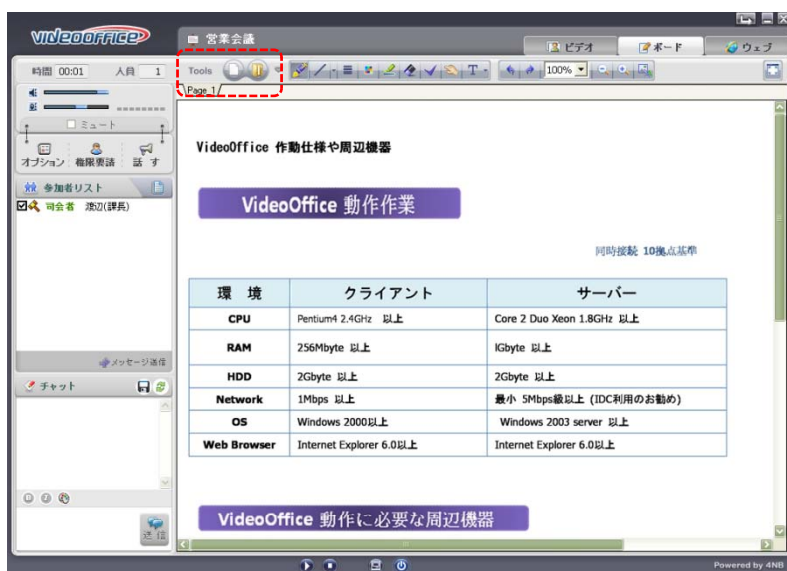 VIDEOOFFICE
営業会議
ビデオ
ボード
ウェブ
時間 00:01 人員 1
Tools
100%
Page_1
ミュート
オプション 権限要請 話す
参加者リスト
司会者 渡辺(課長)
メッセージ送信
チャット
送信
VideoOffice 作動仕様や周辺機器
VideoOffice 動作作業
同時接続 10拠点基準
環 境 クライアント サーバー
CPU Pentium4 2.4GHz 以上 Core 2 Duo Xeon 1.8GHz 以上
RAM 256Mbyte 以上 IGbyte 以上
HDD 2Gbyte 以上 2Gbyte 以上
Network 1Mbps 以上 最小 5Mbps級以上 (IDC利用のお勧め)
OS Windows 2000以上 Windows 2003 server 以上
Web Browser Internet Explorer 6.0以上 Internet Explorer 6.0以上
VideoOffice 動作に必要な周辺機器
Powered by 4NB